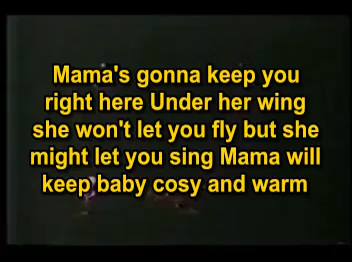 Mama's gonna keep you
right here Under her wing
she won't let you fly but she
might let you sing Mama will
keep baby cosy and warm